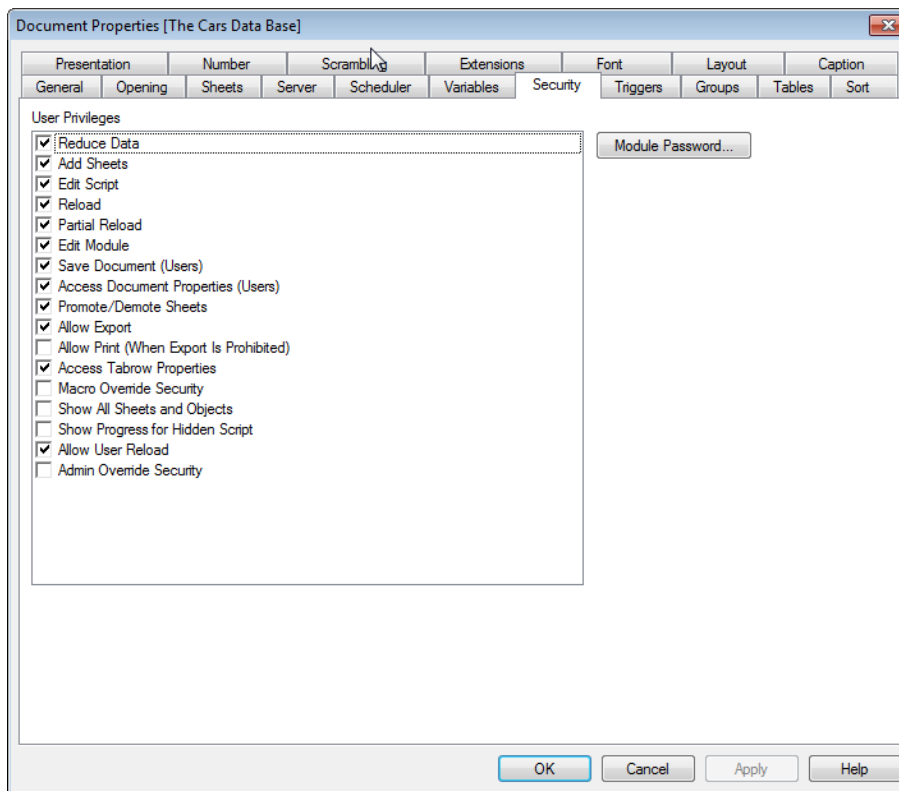 Document Properties [The Cars Data Base]
Presentation Number Scrambling Extensions Font Layout Caption
General Opening Sheets Server Scheduler Variables Security Triggers Groups Tables Sort
User Privileges
Reduce Data
Module Password...
Add Sheets
Edit Script
Reload
Partial Reload
Edit Module
Save Document (Users)
Access Document Properties (Users)
Promote/Demote Sheets
Allow Export
Allow Print (When Export Is Prohibited)
Access Tabrow Properties
Macro Override Security
Show All Sheets and Objects
Show Progress for Hidden Script
Allow User Reload
Admin Override Security
OK Cancel Apply Help